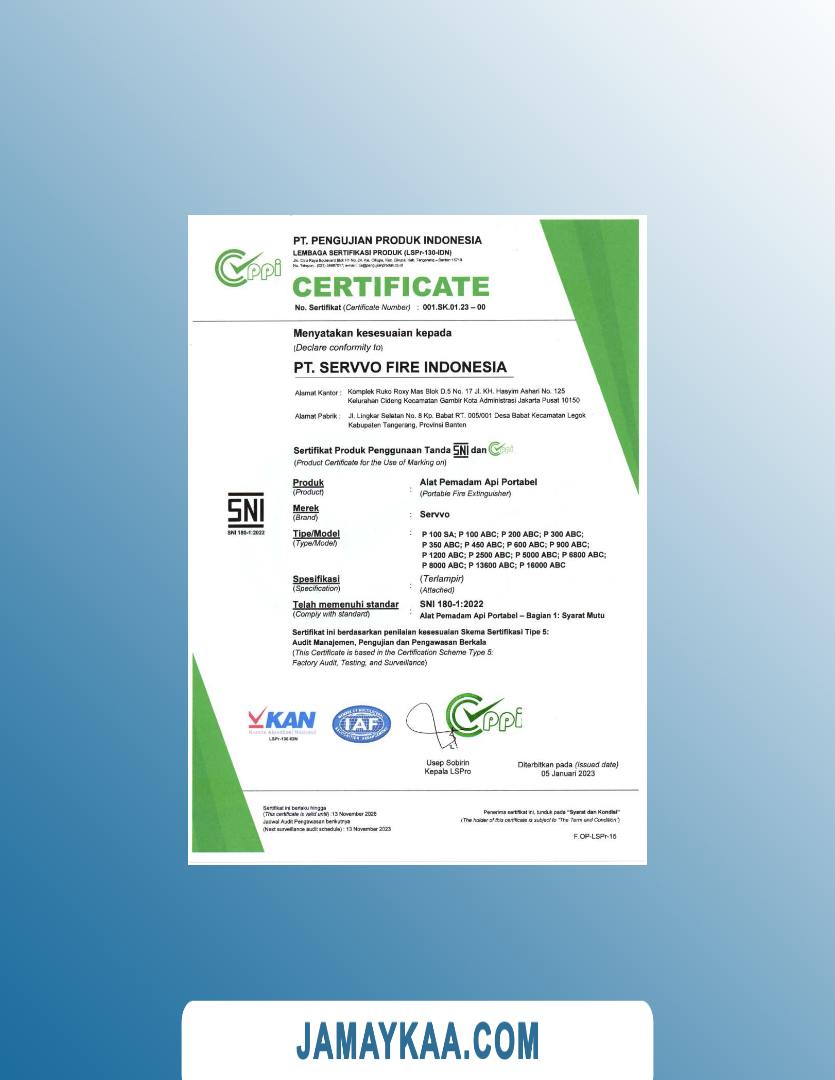 PT. PENGUJIAN PRODUK INDONESIA
LEMBAGA SERTIFIKASI PRODUK (LSPr-130-IDN)
Cppi
CERTIFICATE
No. Sertifikat (Certificate Number) : 001.SK.01.23 – 00
Menyatakan kesesuaian kepada
(Declare conformity to)
PT. SERVVO FIRE INDONESIA
Alamat Kantor : Komplek Ruko Roxy Mas Blok D.5 No. 17 Jl. KH. Hasyim Ashari No. 125
Kelurahan Cideng Kecamatan Gambir Kota Administrasi Jakarta Pusat 10150
Alamat Pabrik : Jl. Lingkar Selatan No. 8 Kp. Babat RT. 005/001 Desa Babat Kecamatan Legok
Kabupaten Tangerang, Provinsi Banten
Sertifikat Produk Penggunaan Tanda SNI dan Cppi
(Product Certificate for the Use of Marking on)
Produk : Alat Pemadam Api Portabel
(Product) (Portable Fire Extinguisher)
Merek : Servvo
(Brand)
SNI
SNI 180-1:2022
Tipe/Model : P 100 SA; P 100 ABC; P 200 ABC; P 300 ABC;
(Type/Model) P 350 ABC; P 450 ABC; P 600 ABC; P 900 ABC;
P 1200 ABC; P 2500 ABC; P 5000 ABC; P 6800 ABC;
P 8000 ABC; P 13600 ABC; P 16000 ABC
Spesifikasi : (Terlampir)
(Specification) (Attached)
Telah memenuhi standar : SNI 180-1:2022
(Comply with standard) Alat Pemadam Api Portabel – Bagian 1: Syarat Mutu
Sertifikat ini berdasarkan penilaian kesesuaian Skema Sertifikasi Tipe 5:
Audit Manajemen, Pengujian dan Pengawasan Berkala
(This Certificate is based in the Certification Scheme Type 5:
Factory Audit, Testing, and Surveillance)
KAN
Komite Akreditasi Nasional
LSPr-130-IDN
IAF
Cppi
Usep Sobirin
Kepala LSPro
Diterbitkan pada (issued date)
05 Januari 2023
Sertifikat ini berlaku hingga
(This certificate is valid until) :13 November 2026
Jadwal Audit Pengawasan berikutnya
(Next surveillance audit schedule) : 13 November 2023
Penerima sertifikat ini, tunduk pada "Syarat dan Kondisi"
(The holder of this certificate is subject to "The Term and Condition")
F.OP-LSPr-16
JAMAYKAA.COM